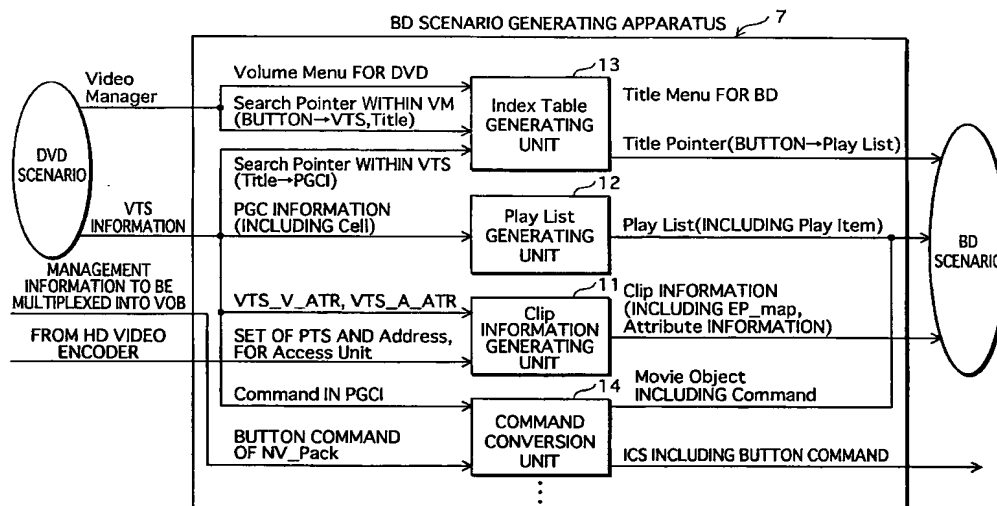 BD SCENARIO GENERATING APPARATUS
7
Video
Manager
DVD
SCENARIO
VTS
INFORMATION
MANAGEMENT
INFORMATION TO BE
MULTIPLEXED INTO VOB
FROM HD VIDEO
ENCODER
Volume Menu FOR DVD
Search Pointer WITHIN VM
(BUTTON→VTS,Title)
Search Pointer WITHIN VTS
(Title→PGCI)
13
Index Table
GENERATING
UNIT
Title Menu FOR BD
Title Pointer(BUTTON→Play List)
PGC INFORMATION
(INCLUDING Cell)
12
Play List
GENERATING
UNIT
Play List(INCLUDING Play Item)
BD
SCENARIO
VTS_V_ATR, VTS_A_ATR
SET OF PTS AND Address,
FOR Access Unit
11
Clip
INFORMATION
GENERATING
UNIT
Clip INFORMATION
(INCLUDING EP_map,
Attribute INFORMATION)
Command IN PGCI
BUTTON COMMAND
OF NV_Pack
14
COMMAND
CONVERSION
UNIT
Movie Object
INCLUDING Command
ICS INCLUDING BUTTON COMMAND